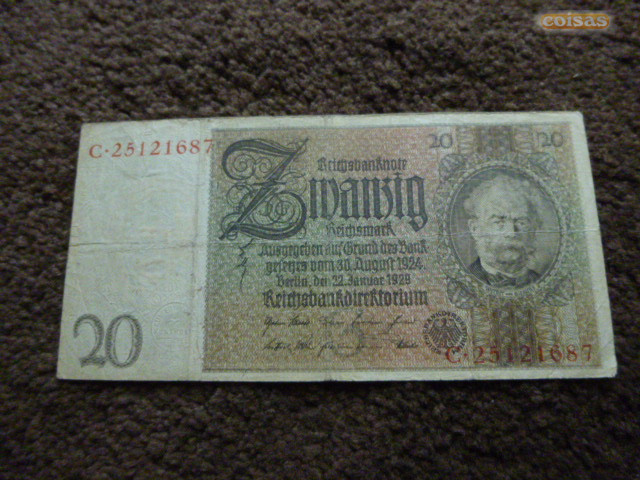 coisas
20
20
C·25121687
Reichsbanknote
Zwanzig
Reichsmark
Ausgegeben auf Grund des Bank
gesetzes vom 30. August 1924
Berlin, den 22. Januar 1929
Reichsbankdirektorium
20
C·25121687